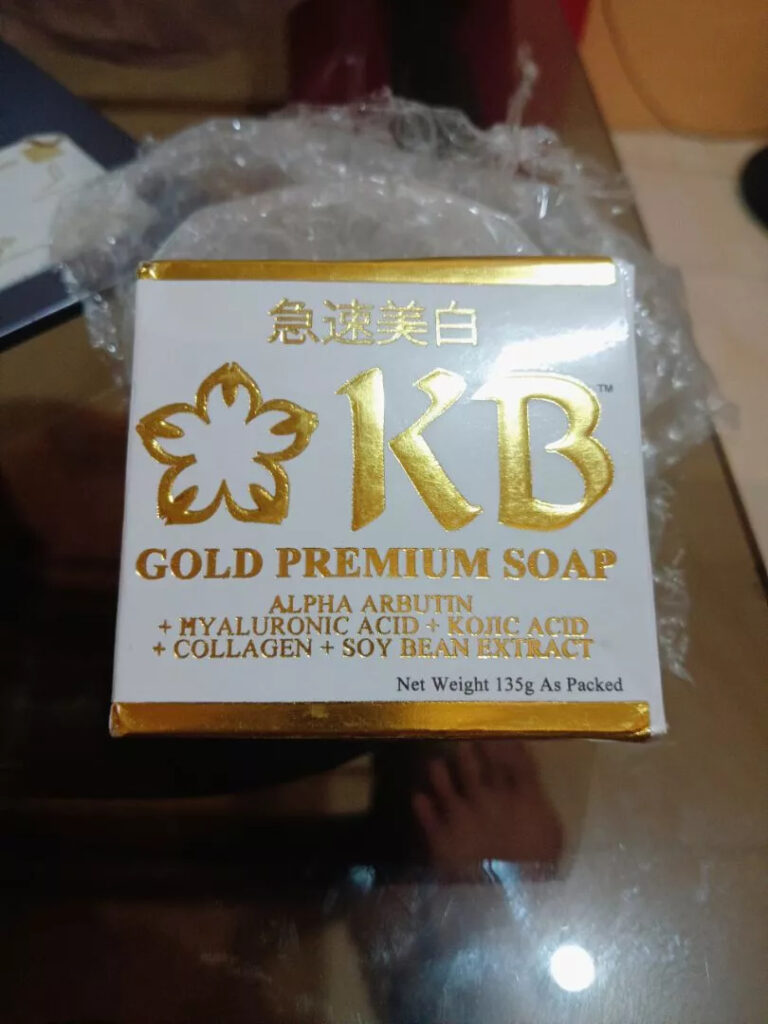 急速美白
KB™
GOLD PREMIUM SOAP
ALPHA ARBUTIN
+ HYALURONIC ACID + KOJIC ACID
+ COLLAGEN + SOY BEAN EXTRACT
Net Weight 135g As Packed